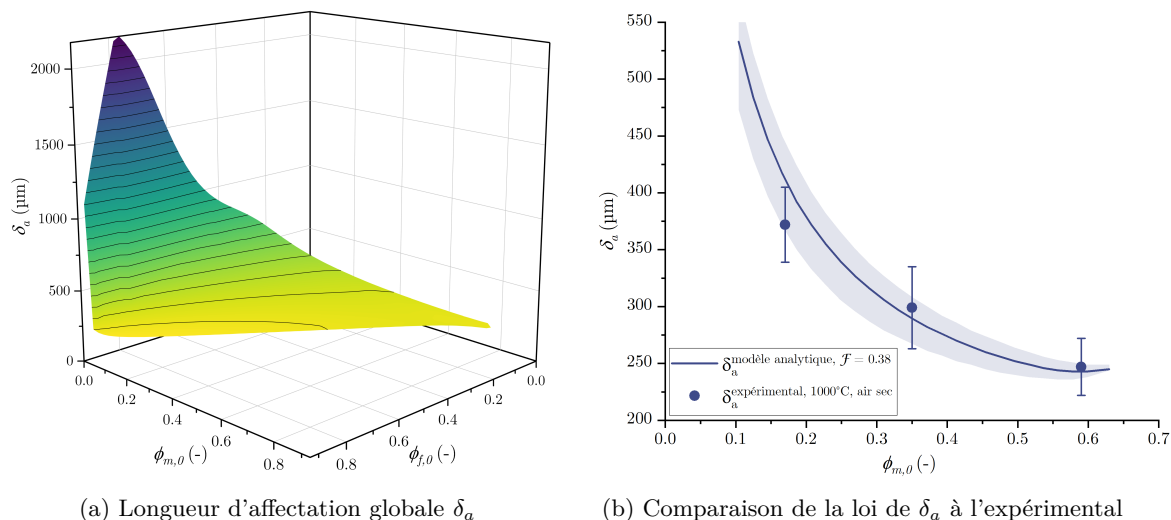 2000
1500
1000
500
0
δa (µm)
0.0
0.2
0.4
0.6
0.8
ϕm,0 (-)
0.0
0.2
0.4
0.6
0.8
ϕf,0 (-)
(a) Longueur d'affectation globale δa
550
500
450
400
350
300
250
200
δa (µm)
δa modèle analytique, ℱ = 0.38
δa expérimental, 1000°C, air sec
0.0 0.1 0.2 0.3 0.4 0.5 0.6 0.7
ϕm,0 (-)
(b) Comparaison de la loi de δa à l'expérimental